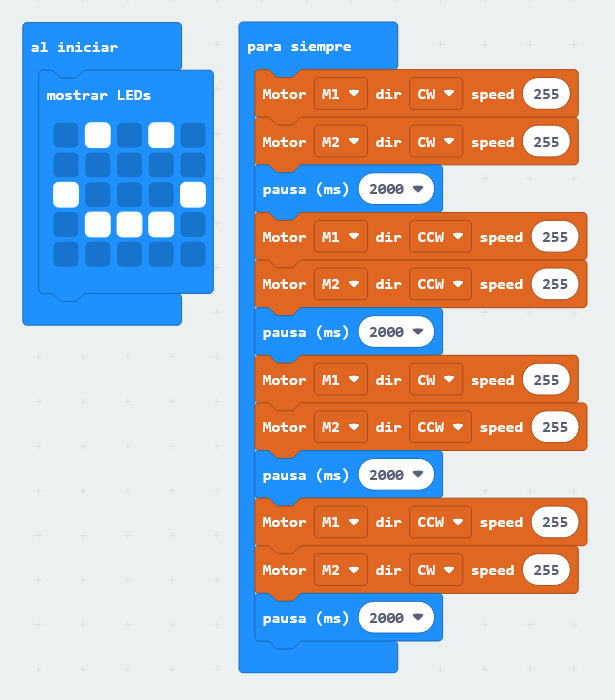 al iniciar
mostrar LEDs
para siempre
Motor M1 dir CW speed 255
Motor M2 dir CW speed 255
pausa (ms) 2000
Motor M1 dir CCW speed 255
Motor M2 dir CCW speed 255
pausa (ms) 2000
Motor M1 dir CW speed 255
Motor M2 dir CCW speed 255
pausa (ms) 2000
Motor M1 dir CCW speed 255
Motor M2 dir CW speed 255
pausa (ms) 2000